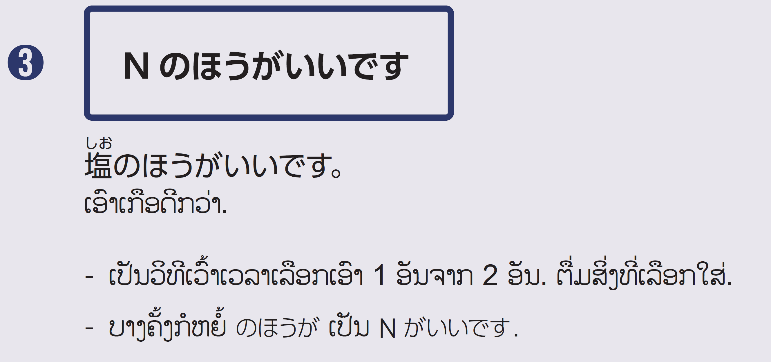 3
N のほうがいいです
しお
塩のほうがいいです。
ເອົາເກືອດີກວ່າ.
- ເປັນວິທີເວົ້າເວລາເລືອກເອົາ 1 ອັນຈາກ 2 ອັນ. ຕື່ມສິ່ງທີ່ເລືອກໃສ່.
- ບາງຄັ້ງກໍຫຍໍ້ のほうが ເປັນ N がいいです.